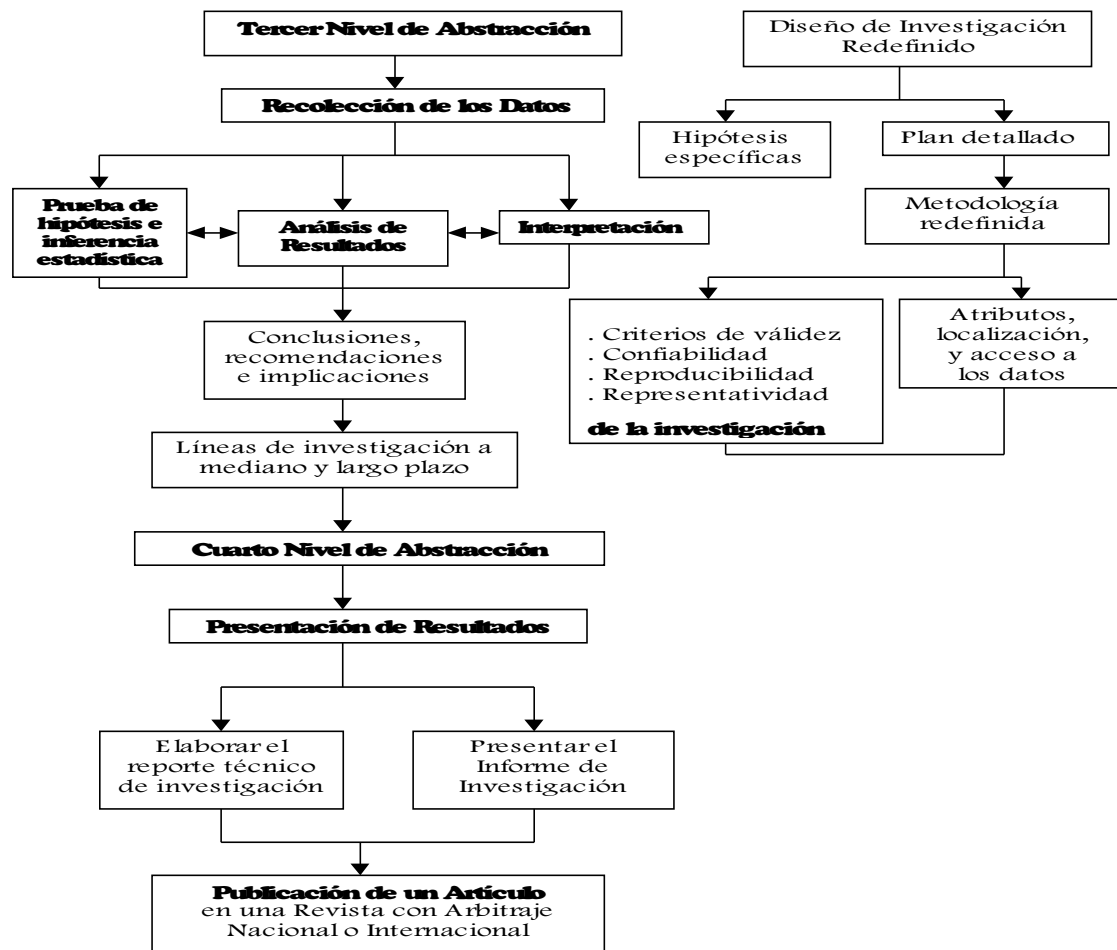 Tercer Nivel de Abstracción
Recolección de los Datos
Prueba de
hipótesis e
inferencia
estadística
Análisis de
Resultados
Interpretación
Conclusiones,
recomendaciones
e implicaciones
Líneas de investigación a
mediano y largo plazo
Cuarto Nivel de Abstracción
Presentación de Resultados
Elaborar el
reporte técnico
de investigación
Presentar el
Informe de
Investigación
Publicación de un Artículo
en una Revista con Arbitraje
Nacional o Internacional
Diseño de Investigación
Redefinido
Hipótesis
específicas
Plan detallado
Metodología
redefinida
. Criterios de válidez
. Confiabilidad
. Reproducibilidad
. Representatividad
de la investigación
Atributos,
localización,
y acceso a
los datos